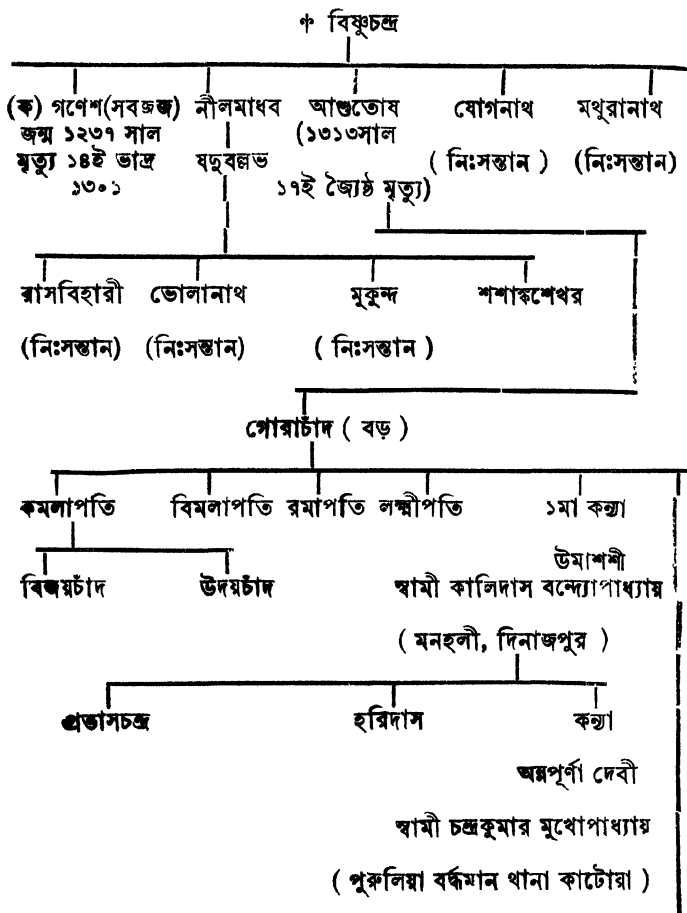 ✢ বিষ্ণুচন্দ্র
(ক) গণেশ(সবজজ) নীলমাধব আশুতোষ যোগনাথ মথুরানাথ
জন্ম ১২৩৭ সাল (১৩১৩সাল
মৃত্যু ১৪ই ভাদ্র যদুবল্লভ ( নিঃসন্তান ) (নিঃসন্তান)
১৩০১ ১৭ই জ্যৈষ্ঠ মৃত্যু)
রাসবিহারী ভোলানাথ মুকুন্দ শশাঙ্কশেখর
(নিঃসন্তান) (নিঃসন্তান) ( নিঃসন্তান )
গোরাচাঁদ ( বড় )
কমলাপতি বিমলাপতি রমাপতি লক্ষ্মীপতি ১মা কন্যা
উমাশশী
বিজয়চাঁদ উদয়চাঁদ স্বামী কালিদাস বন্দ্যোপাধ্যায়
( মনহলী, দিনাজপুর )
প্রভাসচন্দ্র হরিদাস কন্যা
অন্নপূর্ণা দেবী
স্বামী চন্দ্রকুমার মুখোপাধ্যায়
( পুরুলিয়া বর্দ্ধমান থানা কাটোয়া )